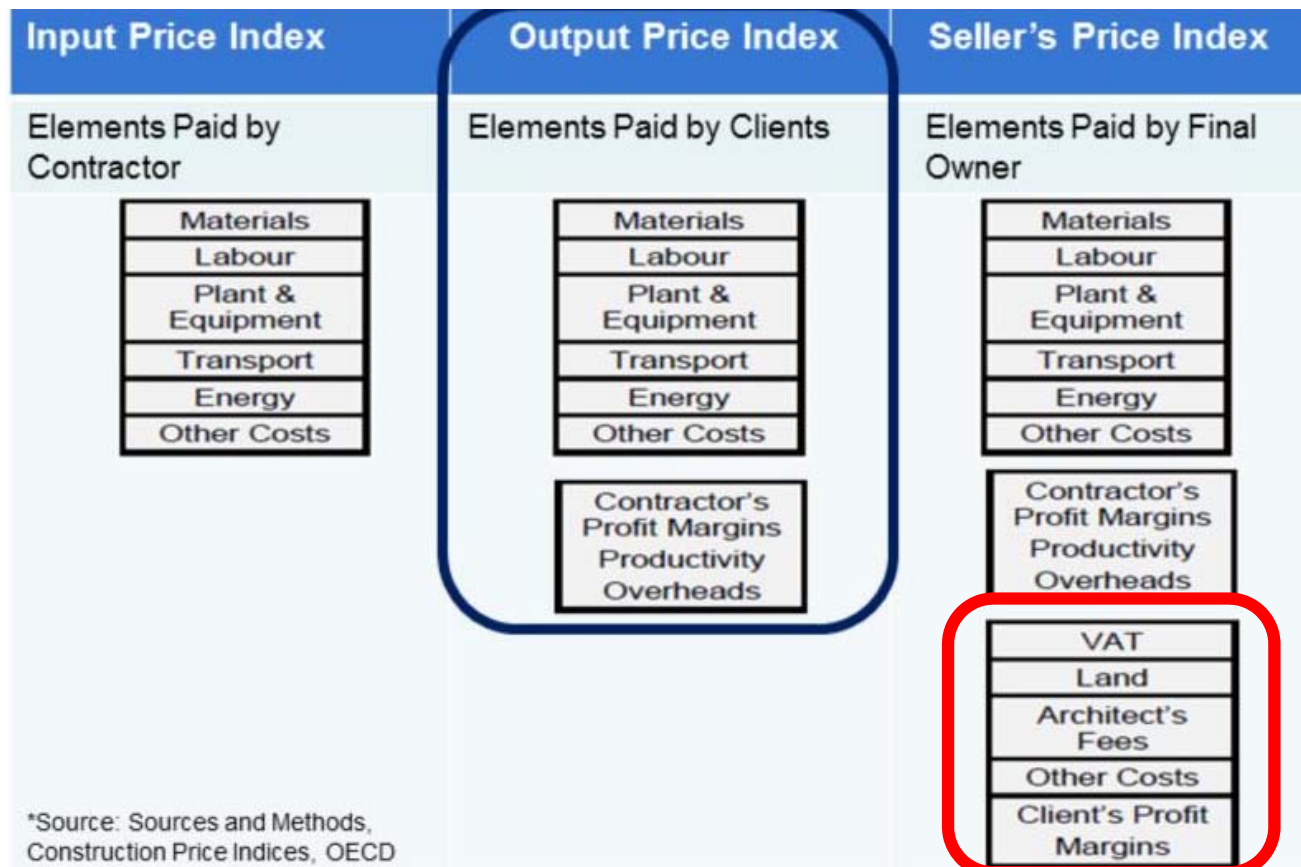 Input Price Index
Output Price Index
Seller's Price Index
Elements Paid by
Contractor
Elements Paid by Clients
Elements Paid by Final
Owner
Materials
Labour
Plant &
Equipment
Transport
Energy
Other Costs
Materials
Labour
Plant &
Equipment
Transport
Energy
Other Costs
Contractor's
Profit Margins
Productivity
Overheads
Materials
Labour
Plant &
Equipment
Transport
Energy
Other Costs
Contractor's
Profit Margins
Productivity
Overheads
VAT
Land
Architect's
Fees
Other Costs
Client's Profit
Margins
*Source: Sources and Methods,
Construction Price Indices, OECD